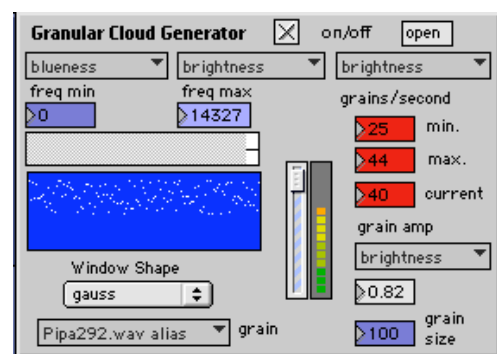 Granular Cloud Generator on/off open
blueness brightness brightness
freq min freq max
0 14327
grains/second
25 min.
44 max.
40 current
grain amp
brightness
0.82
Window Shape
gauss
Pipa292.wav alias grain
100 grain size